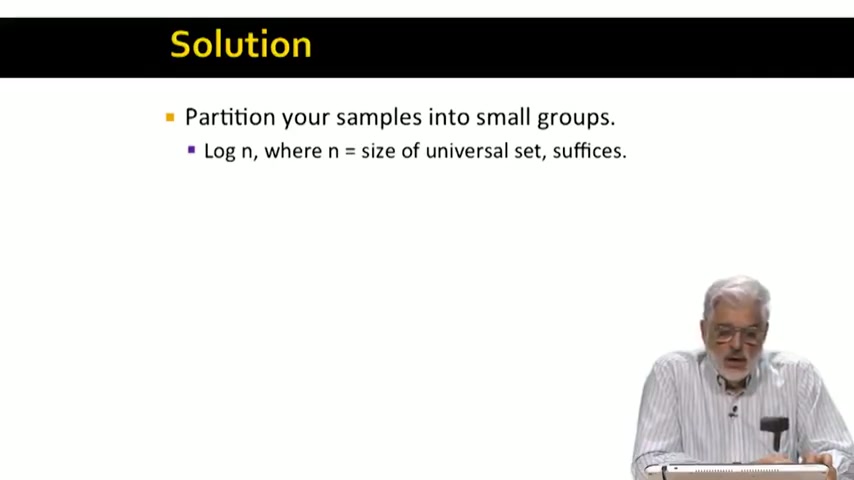 Solution
Partition your samples into small groups.
Log n, where n = size of universal set, suffices.